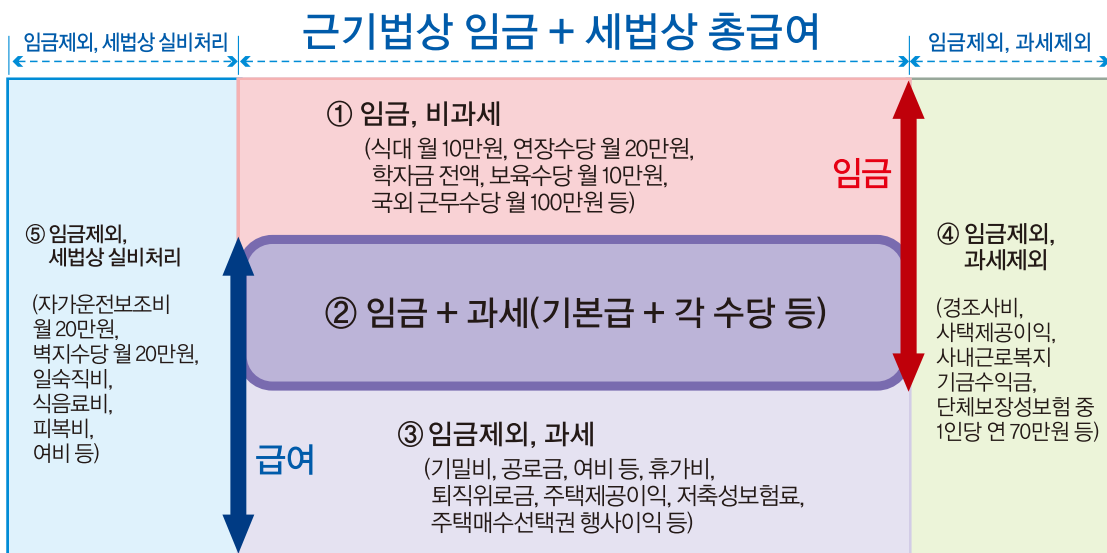 임금제외, 세법상 실비처리
근기법상 임금 + 세법상 총급여
임금제외, 과세제외
① 임금, 비과세
(식대 월 10만원, 연장수당 월 20만원,
학자금 전액, 보육수당 월 10만원,
국외 근무수당 월 100만원 등)
임금
⑤ 임금제외,
세법상 실비처리
(자가운전보조비
월 20만원,
벽지수당 월 20만원,
일숙직비,
식음료비,
피복비,
여비 등)
② 임금 + 과세(기본급 + 각 수당 등)
④ 임금제외,
과세제외
(경조사비,
사택제공이익,
사내근로복지
기금수익금,
단체보장성보험 중
1인당 연 70만원 등)
급여
③ 임금제외, 과세
(기밀비, 공로금, 여비 등, 휴가비,
퇴직위로금, 주택제공이익, 저축성보험료,
주택매수선택권 행사이익 등)